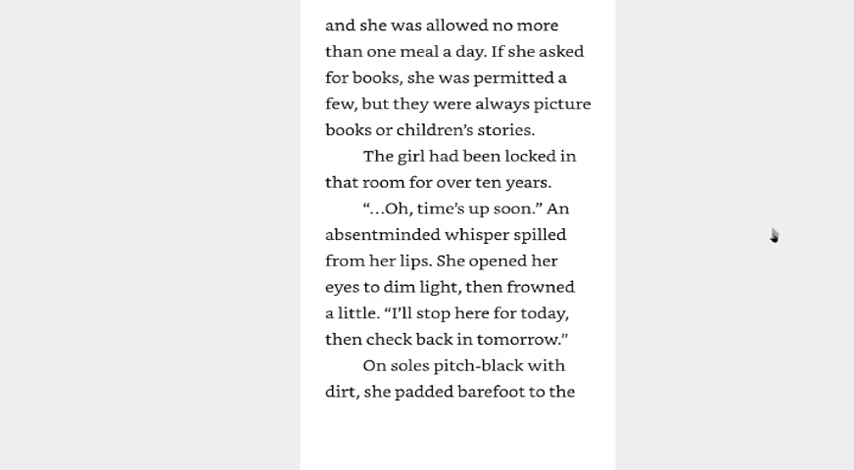 and she was allowed no more
than one meal a day. If she asked
for books, she was permitted a
few, but they were always picture
books or children’s stories.
The girl had been locked in
that room for over ten years.
“…Oh, time’s up soon.” An
absentminded whisper spilled
from her lips. She opened her
eyes to dim light, then frowned
a little. “I’ll stop here for today,
then check back in tomorrow.”
On soles pitch-black with
dirt, she padded barefoot to the